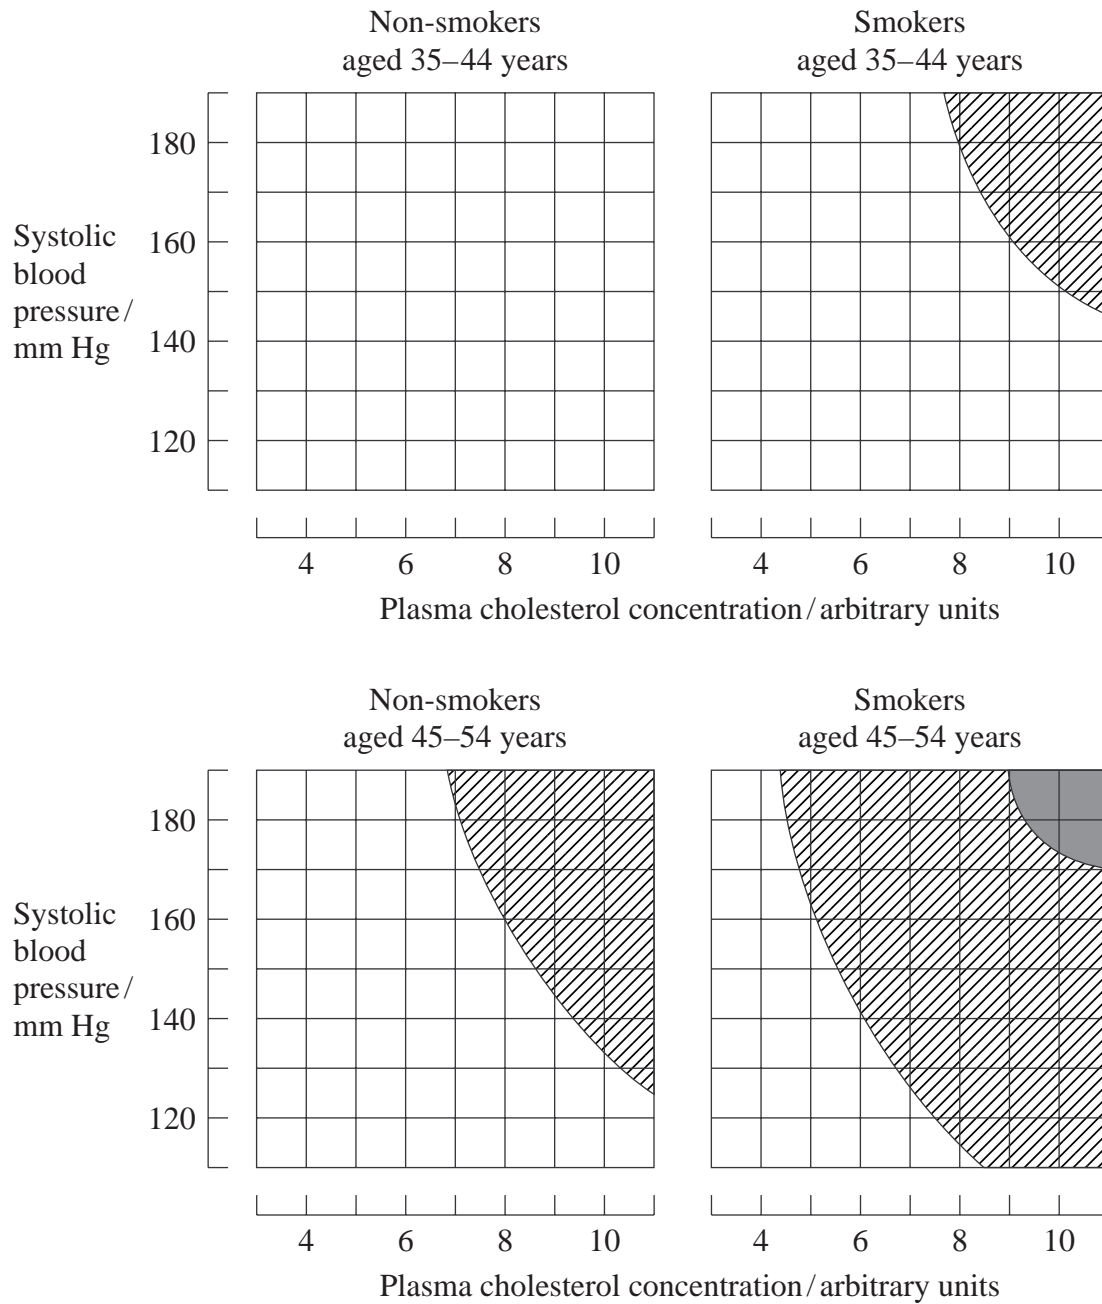 Non-smokers
aged 35–44 years
Smokers
aged 35–44 years
Systolic
blood
pressure/
mm Hg
180
160
140
120
4 6 8 10
4 6 8 10
Plasma cholesterol concentration/arbitrary units
Non-smokers
aged 45–54 years
Smokers
aged 45–54 years
Systolic
blood
pressure/
mm Hg
180
160
140
120
4 6 8 10
4 6 8 10
Plasma cholesterol concentration/arbitrary units